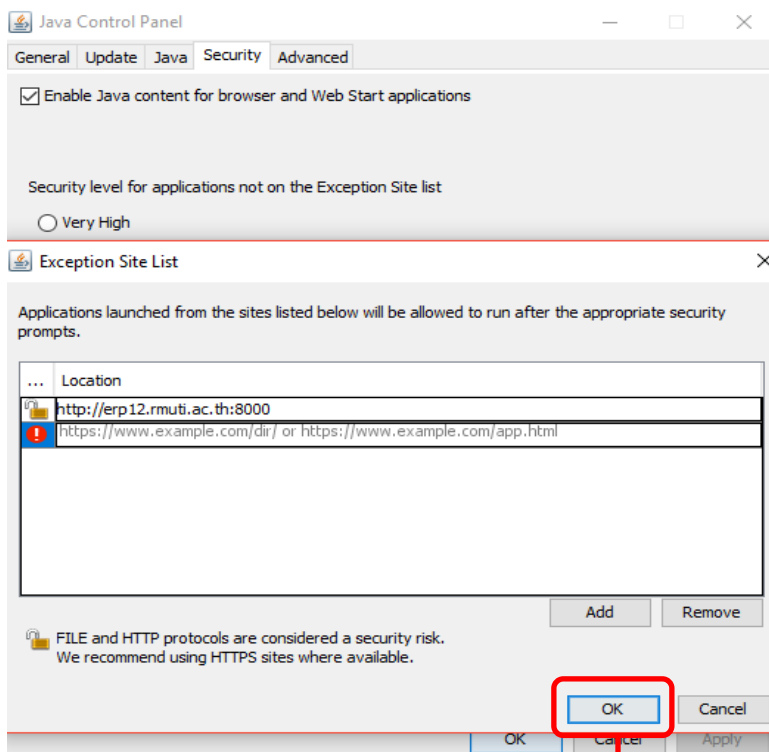 Java Control Panel
General Update Java Security Advanced
Enable Java content for browser and Web Start applications
Security level for applications not on the Exception Site list
Very High
Exception Site List
Applications launched from the sites listed below will be allowed to run after the appropriate security
prompts.
... Location
http://erp12.rmuti.ac.th:8000
https://www.example.com/dir/ or https://www.example.com/app.html
Add Remove
FILE and HTTP protocols are considered a security risk.
We recommend using HTTPS sites where available.
OK Cancel
OK Cancel Apply